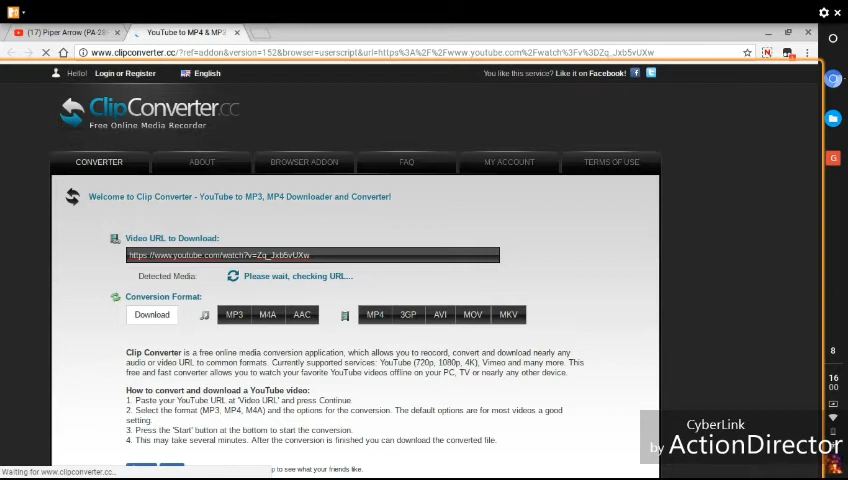 (17) Piper Arrow (PA-28-
YouTube to MP4 & MP3
www.clipconverter.cc/?ref=addon&version=152&browser=userscript&url=https%3A%2F%2Fwww.youtube.com%2Fwatch%3Fv%3DZq_Jxb5vUXw
Hello! Login or Register English You like this service? Like it on Facebook!
ClipConverter.cc
Free Online Media Recorder
CONVERTER ABOUT BROWSER ADDON FAQ MY ACCOUNT TERMS OF USE
Welcome to Clip Converter - YouTube to MP3, MP4 Downloader and Converter!
Video URL to Download:
https://www.youtube.com/watch?v=Zq_Jxb5vUXw
Detected Media: Please wait, checking URL...
Conversion Format:
Download MP3 M4A AAC MP4 3GP AVI MOV MKV
Clip Converter is a free online media conversion application, which allows you to reocord, convert and download nearly any
audio or video URL to common formats. Currently supported services: YouTube (720p, 1080p, 4K), Vimeo and many more. This
free and fast converter allows you to watch your favorite YouTube videos offline on your PC, TV or nearly any other device.
How to convert and download a YouTube video:
1. Paste your YouTube URL at 'Video URL' and press Continue.
2. Select the format (MP3, MP4, M4A) and the options for the conversion. The default options are for most videos a good
setting.
3. Press the 'Start' button at the bottom to start the conversion.
4. This may take several minutes. After the conversion is finished you can download the converted file.
p to see what your friends like.
Waiting for www.clipconverter.cc...
G
8
16
00
CyberLink
by ActionDirector